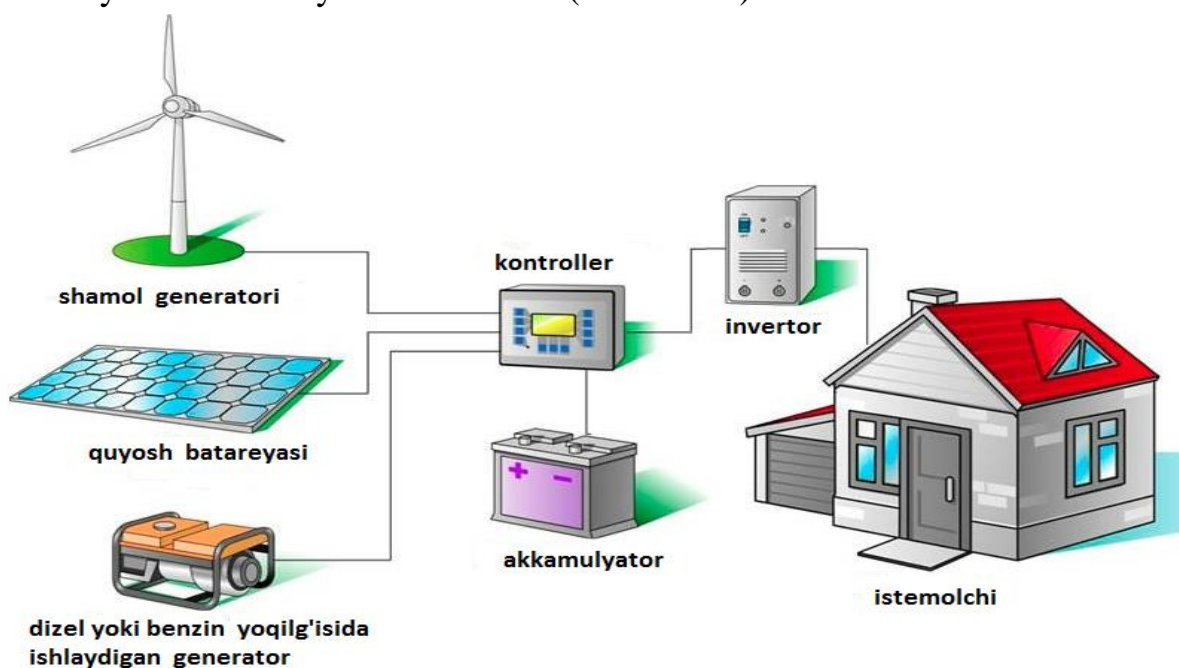 shamol generatori
kontroller
invertor
quyosh batareyasi
akkamulyator
istemolchi
dizel yoki benzin yoqilg'isida
ishlaydigan generator